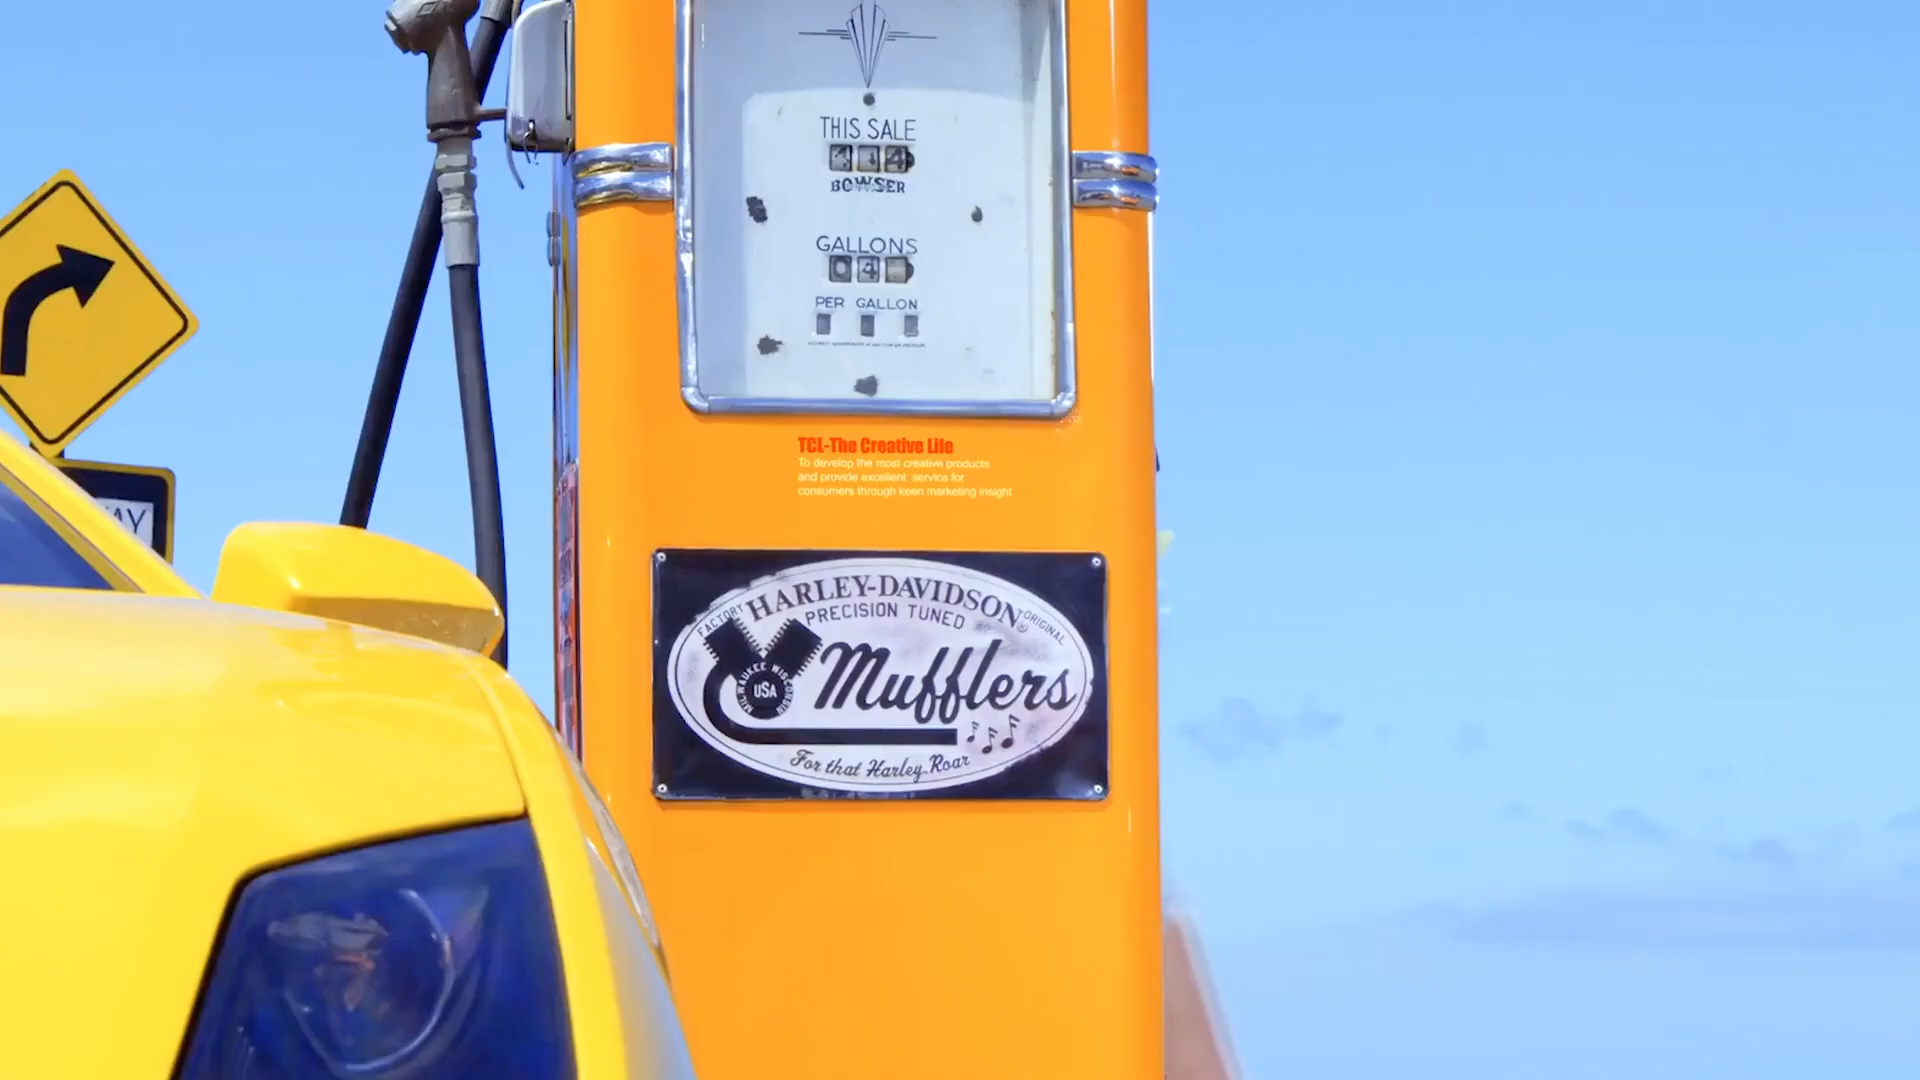 THIS SALE
BOWSER
GALLONS
04
PER GALLON
TCL-The Creative Life
To develop the most creative products
and provide excellent service for
consumers through keen marketing insight
WAY
HARLEY-DAVIDSON®
FACTORY PRECISION TUNED ORIGINAL
MILWAUKEE WISCONSIN
USA
Mufflers
For that Harley Roar